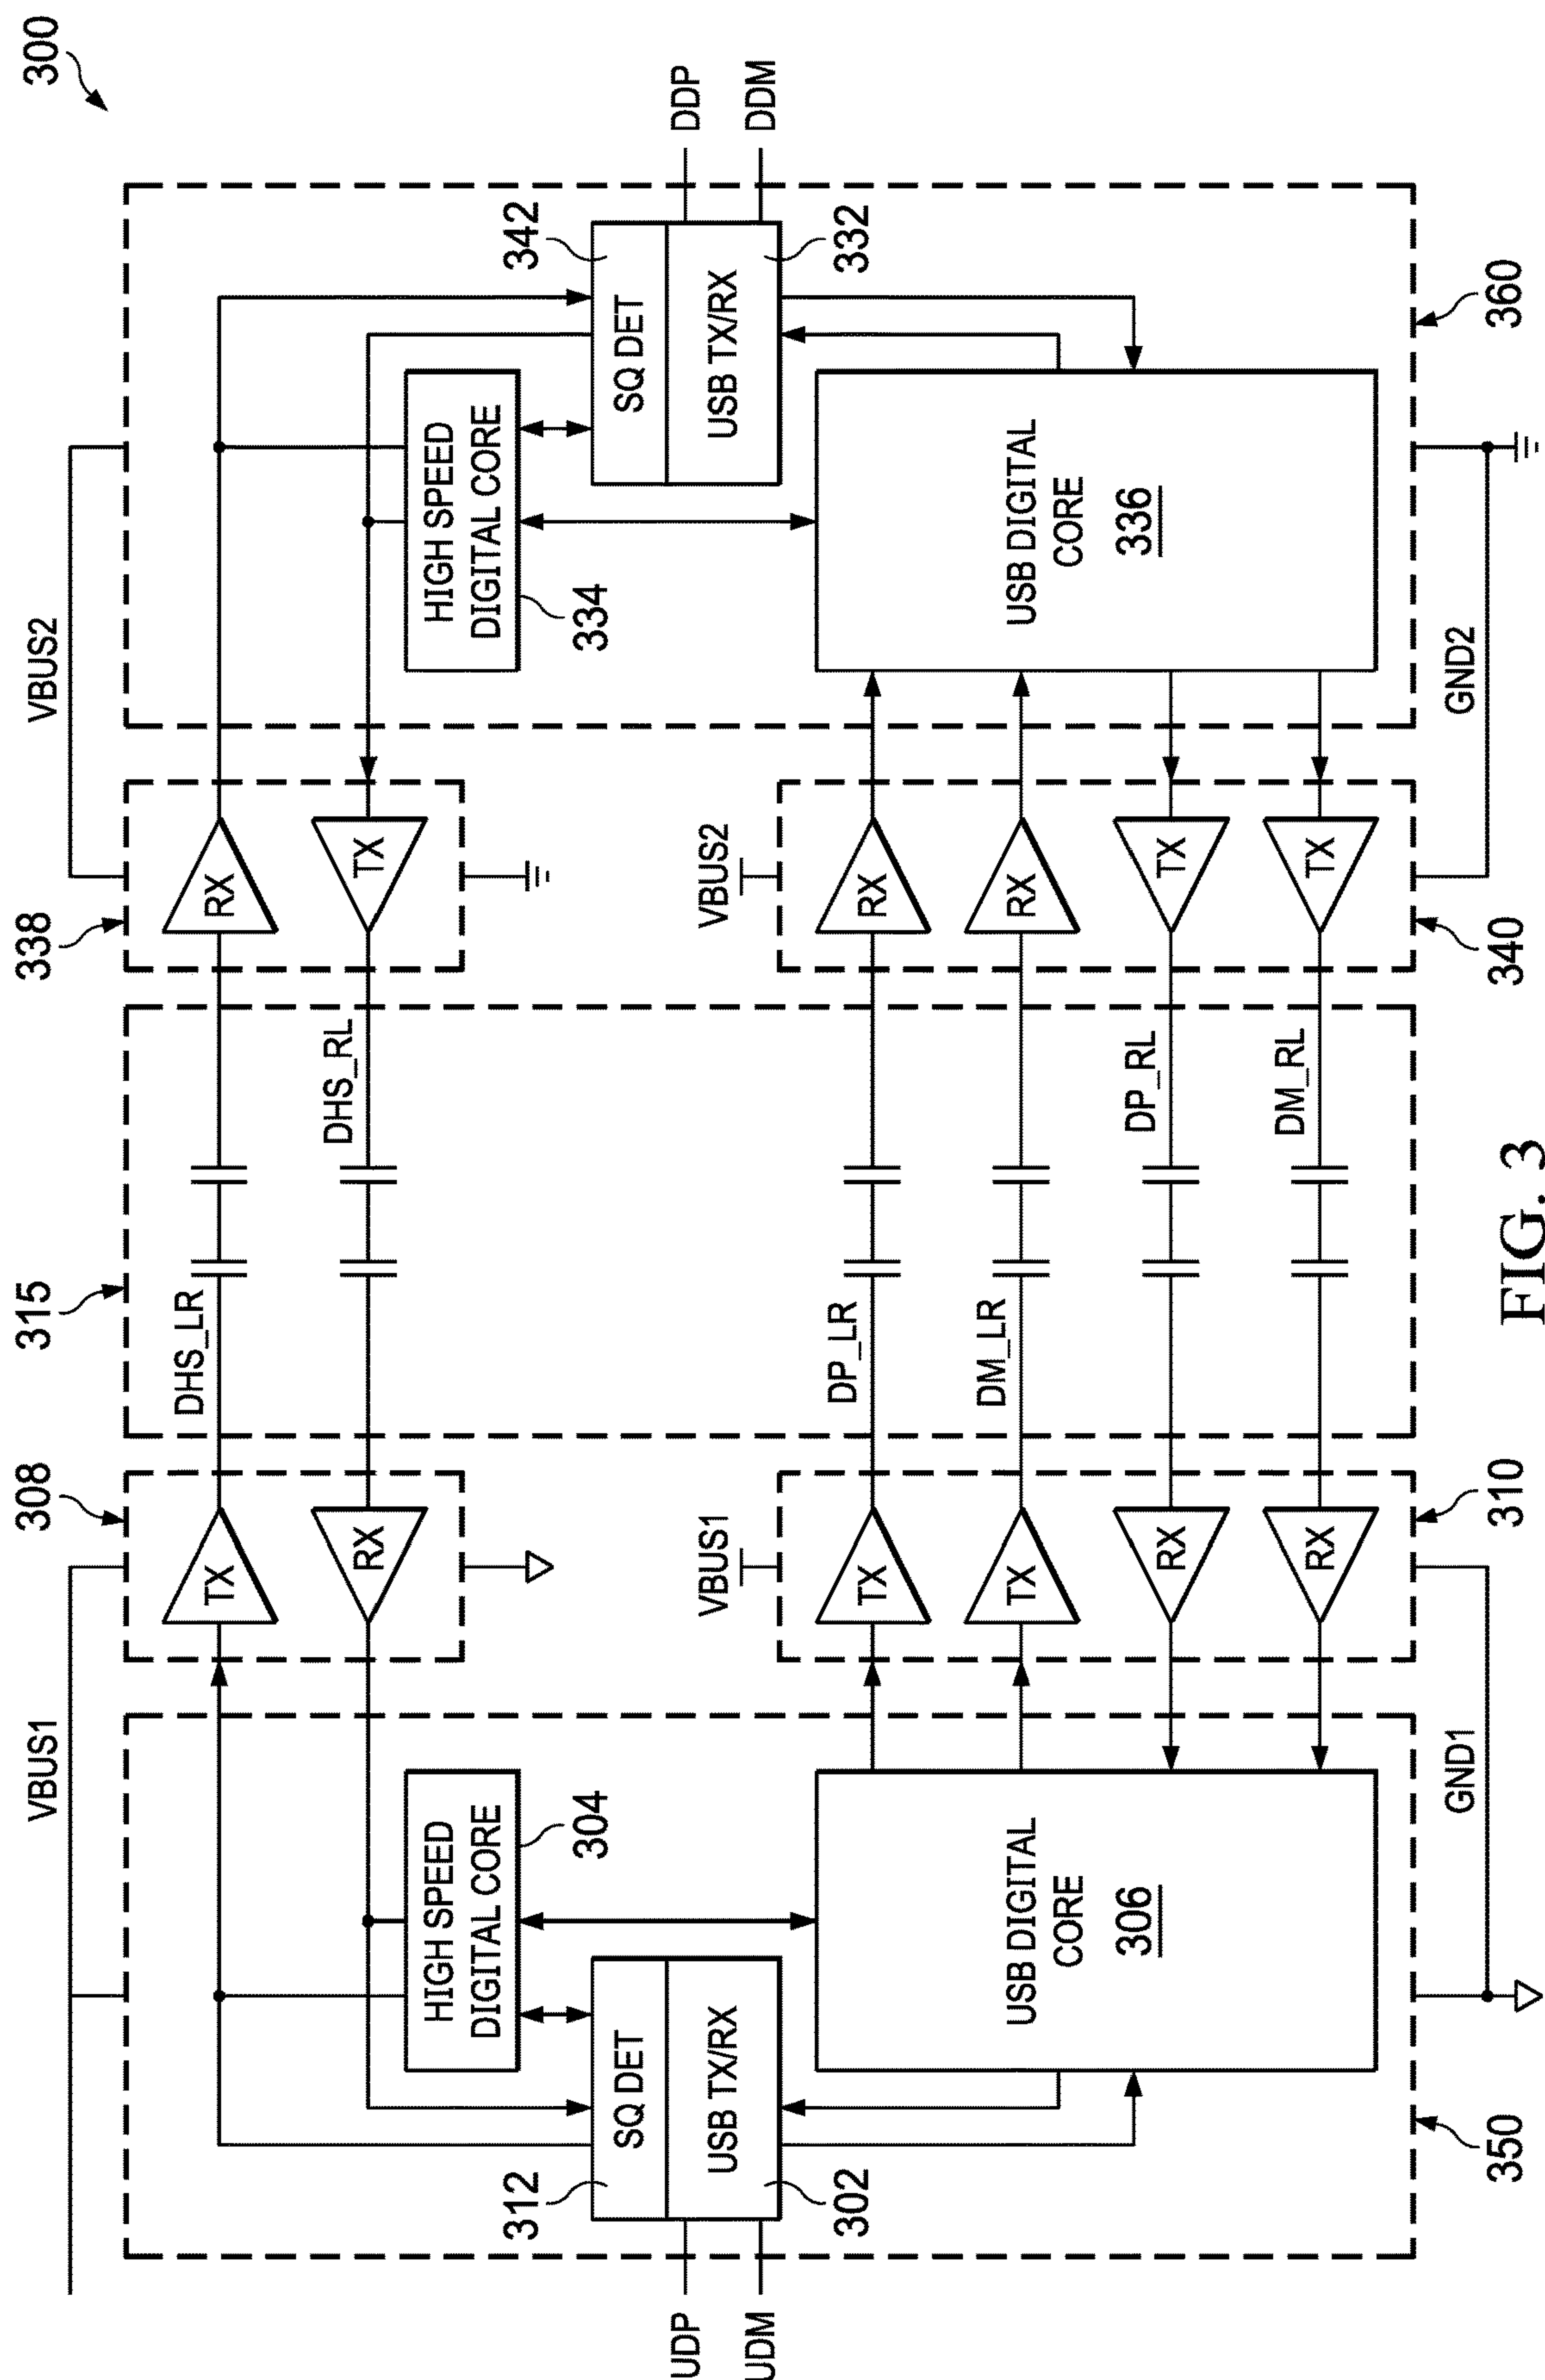 300
VBUS1
VBUS2
308
315
338
TX
DHS_LR
RX
RX
DHS_RL
TX
HIGH SPEED
DIGITAL CORE
304
HIGH SPEED
DIGITAL CORE
334
312
SQ DET
USB TX/RX
302
UDP
UDM
342
SQ DET
USB TX/RX
332
DDP
DDM
VBUS1
VBUS2
USB DIGITAL
CORE
306
TX
DP_LR
RX
TX
DM_LR
RX
RX
DP_RL
TX
RX
DM_RL
TX
USB DIGITAL
CORE
336
GND1
GND2
350
310
340
360
FIG. 3